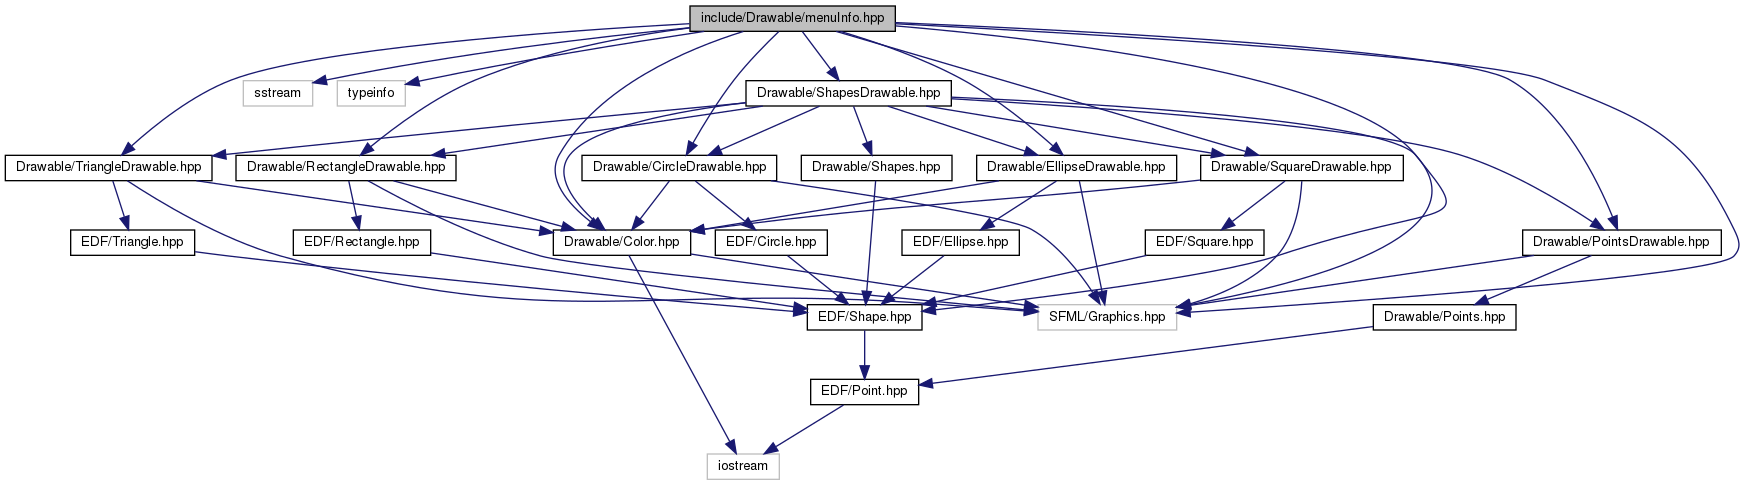 include/Drawable/menuInfo.hpp
sstream
typeinfo
Drawable/ShapesDrawable.hpp
Drawable/TriangleDrawable.hpp
Drawable/RectangleDrawable.hpp
Drawable/CircleDrawable.hpp
Drawable/Shapes.hpp
Drawable/EllipseDrawable.hpp
Drawable/SquareDrawable.hpp
EDF/Triangle.hpp
EDF/Rectangle.hpp
Drawable/Color.hpp
EDF/Circle.hpp
EDF/Ellipse.hpp
EDF/Square.hpp
Drawable/PointsDrawable.hpp
EDF/Shape.hpp
SFML/Graphics.hpp
Drawable/Points.hpp
EDF/Point.hpp
iostream